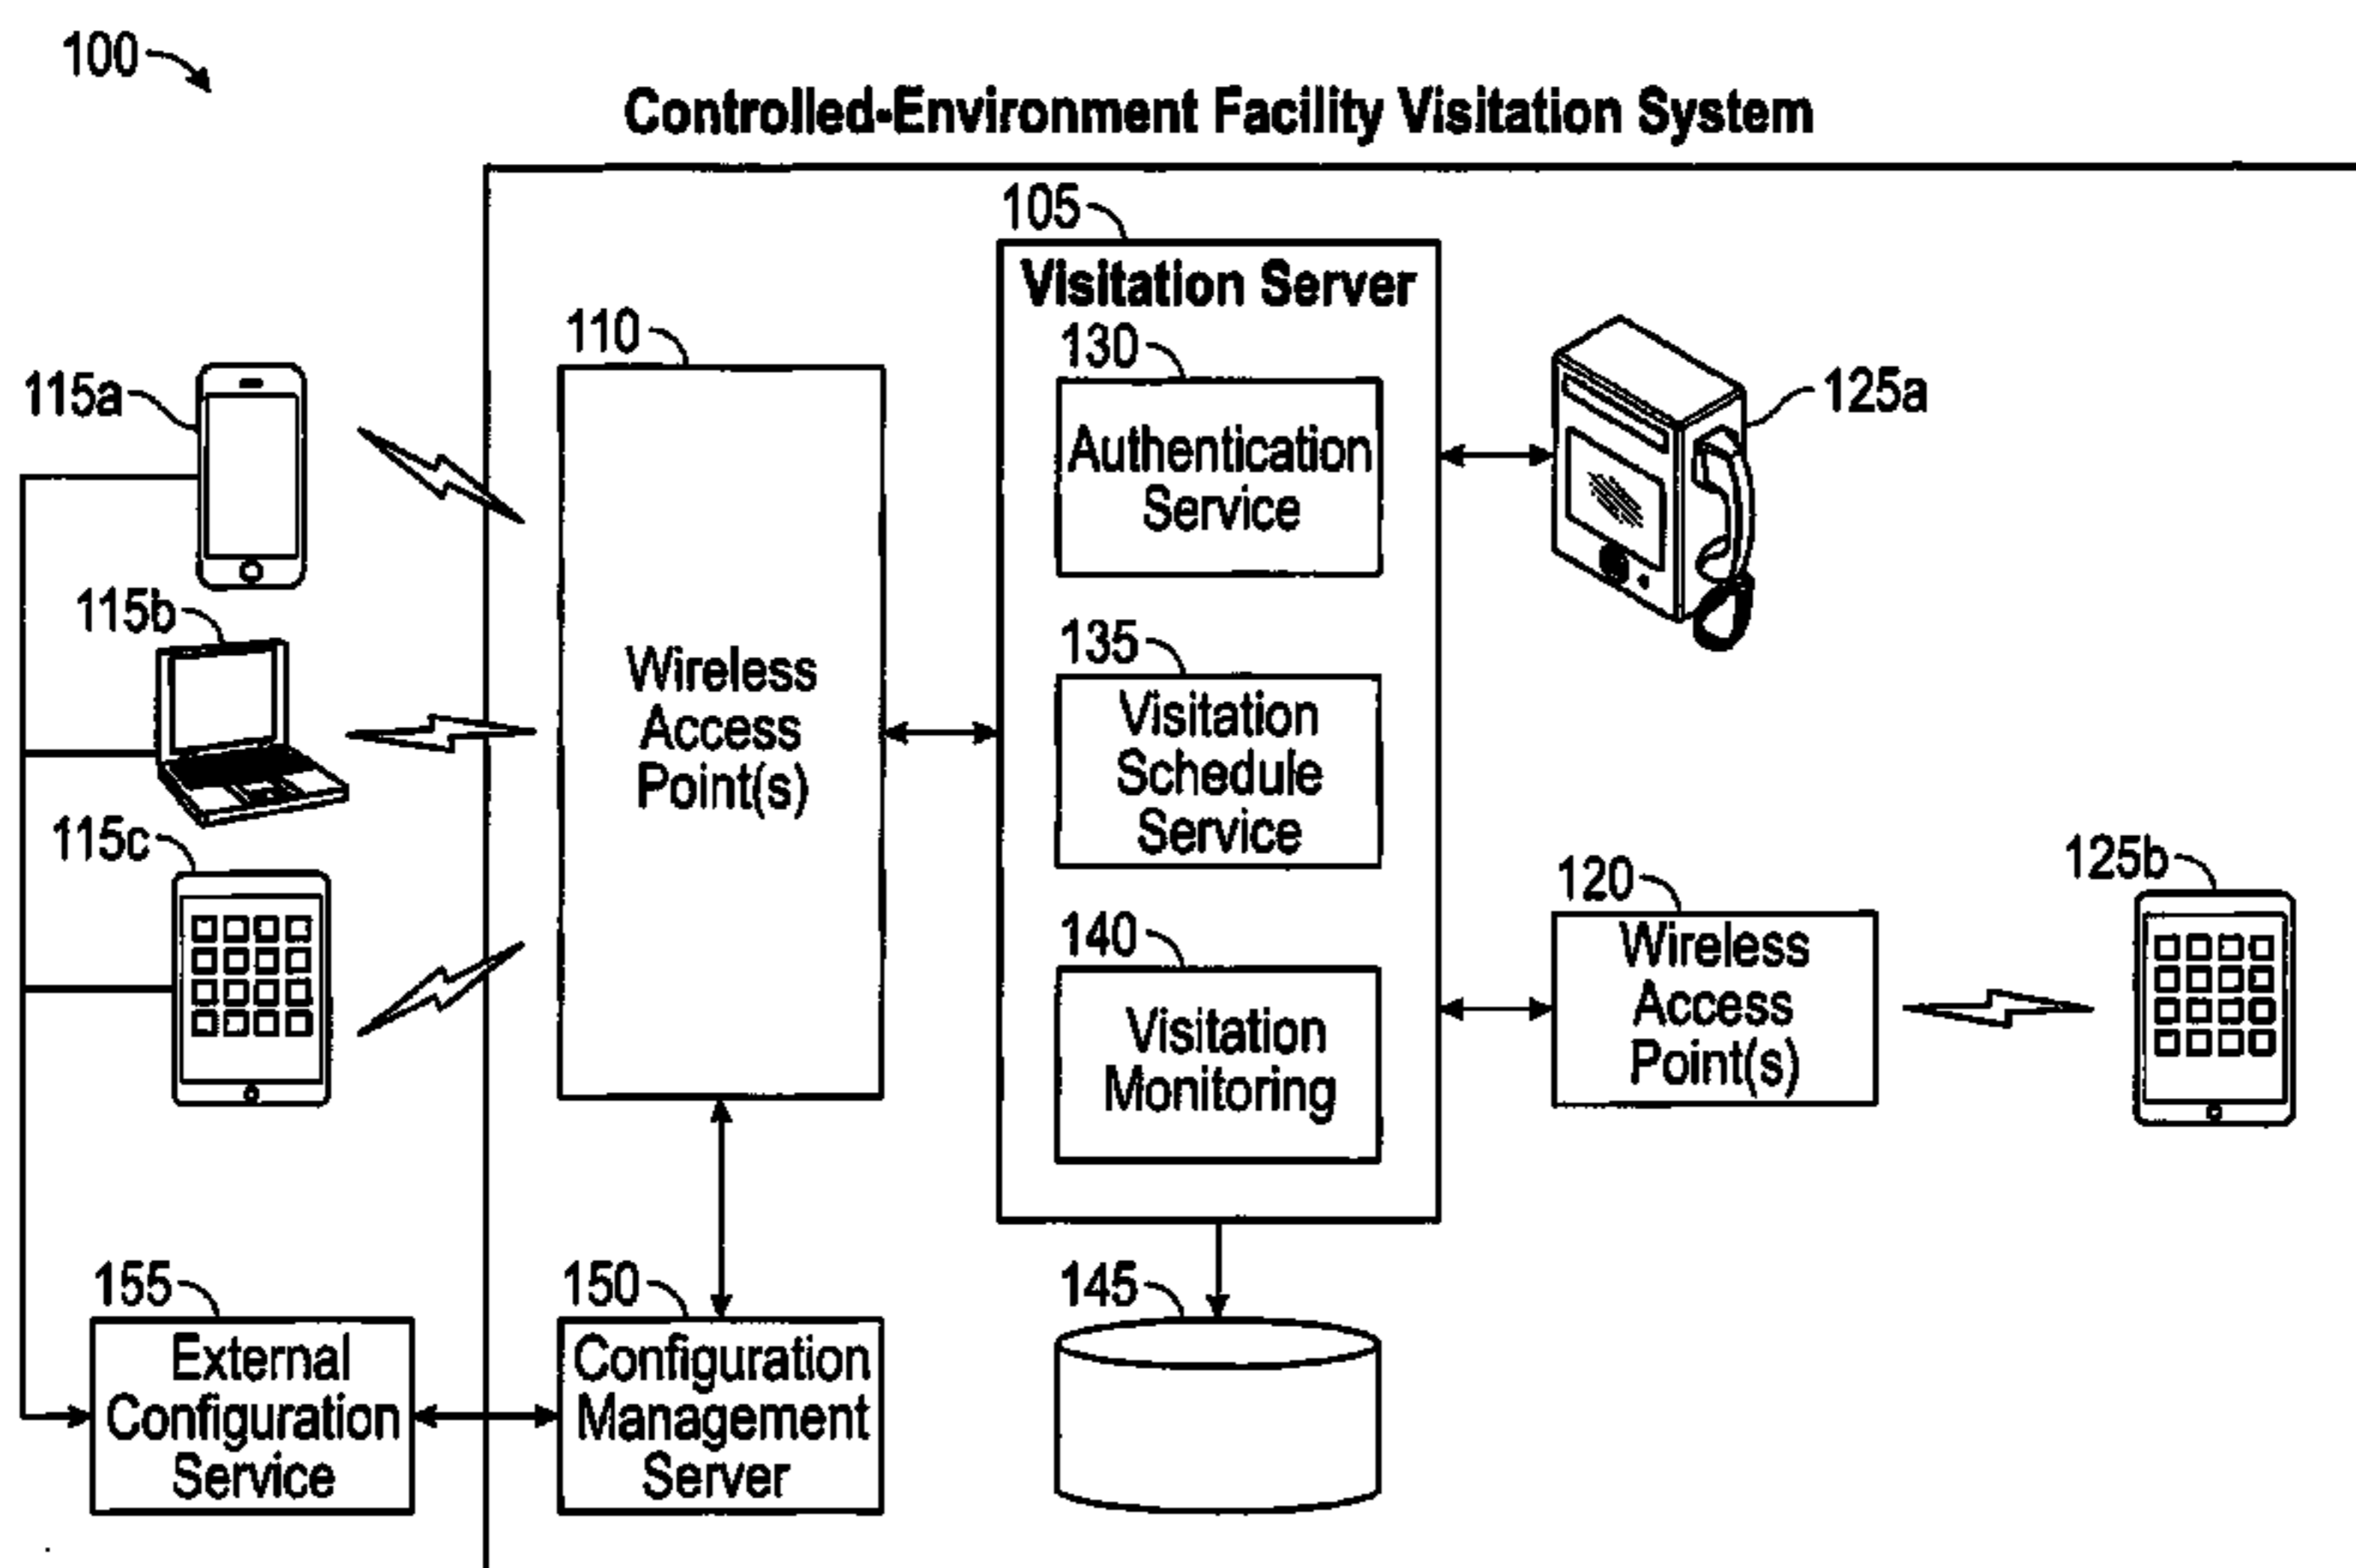 100
Controlled-Environment Facility Visitation System
105
Visitation Server
110
130
115a
125a
Authentication
Service
115b
135
Wireless
Access
Point(s)
Visitation
Schedule
Service
115c
120
125b
140
Wireless
Access
Point(s)
Visitation
Monitoring
155
150
145
External
Configuration
Service
Configuration
Management
Server